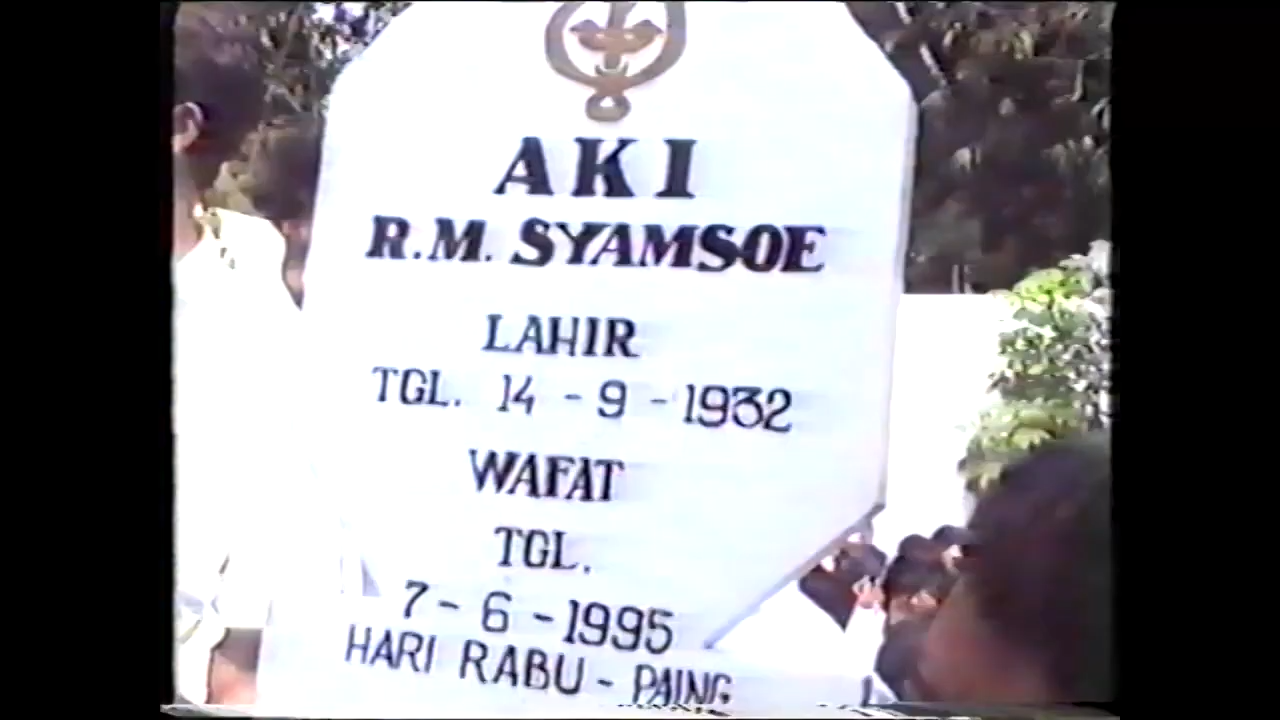 AKI
R.M. SYAMSOE
LAHIR
TGL. 14 - 9 - 1932
WAFAT
TGL.
7 - 6 - 1995
HARI RABU - PAING